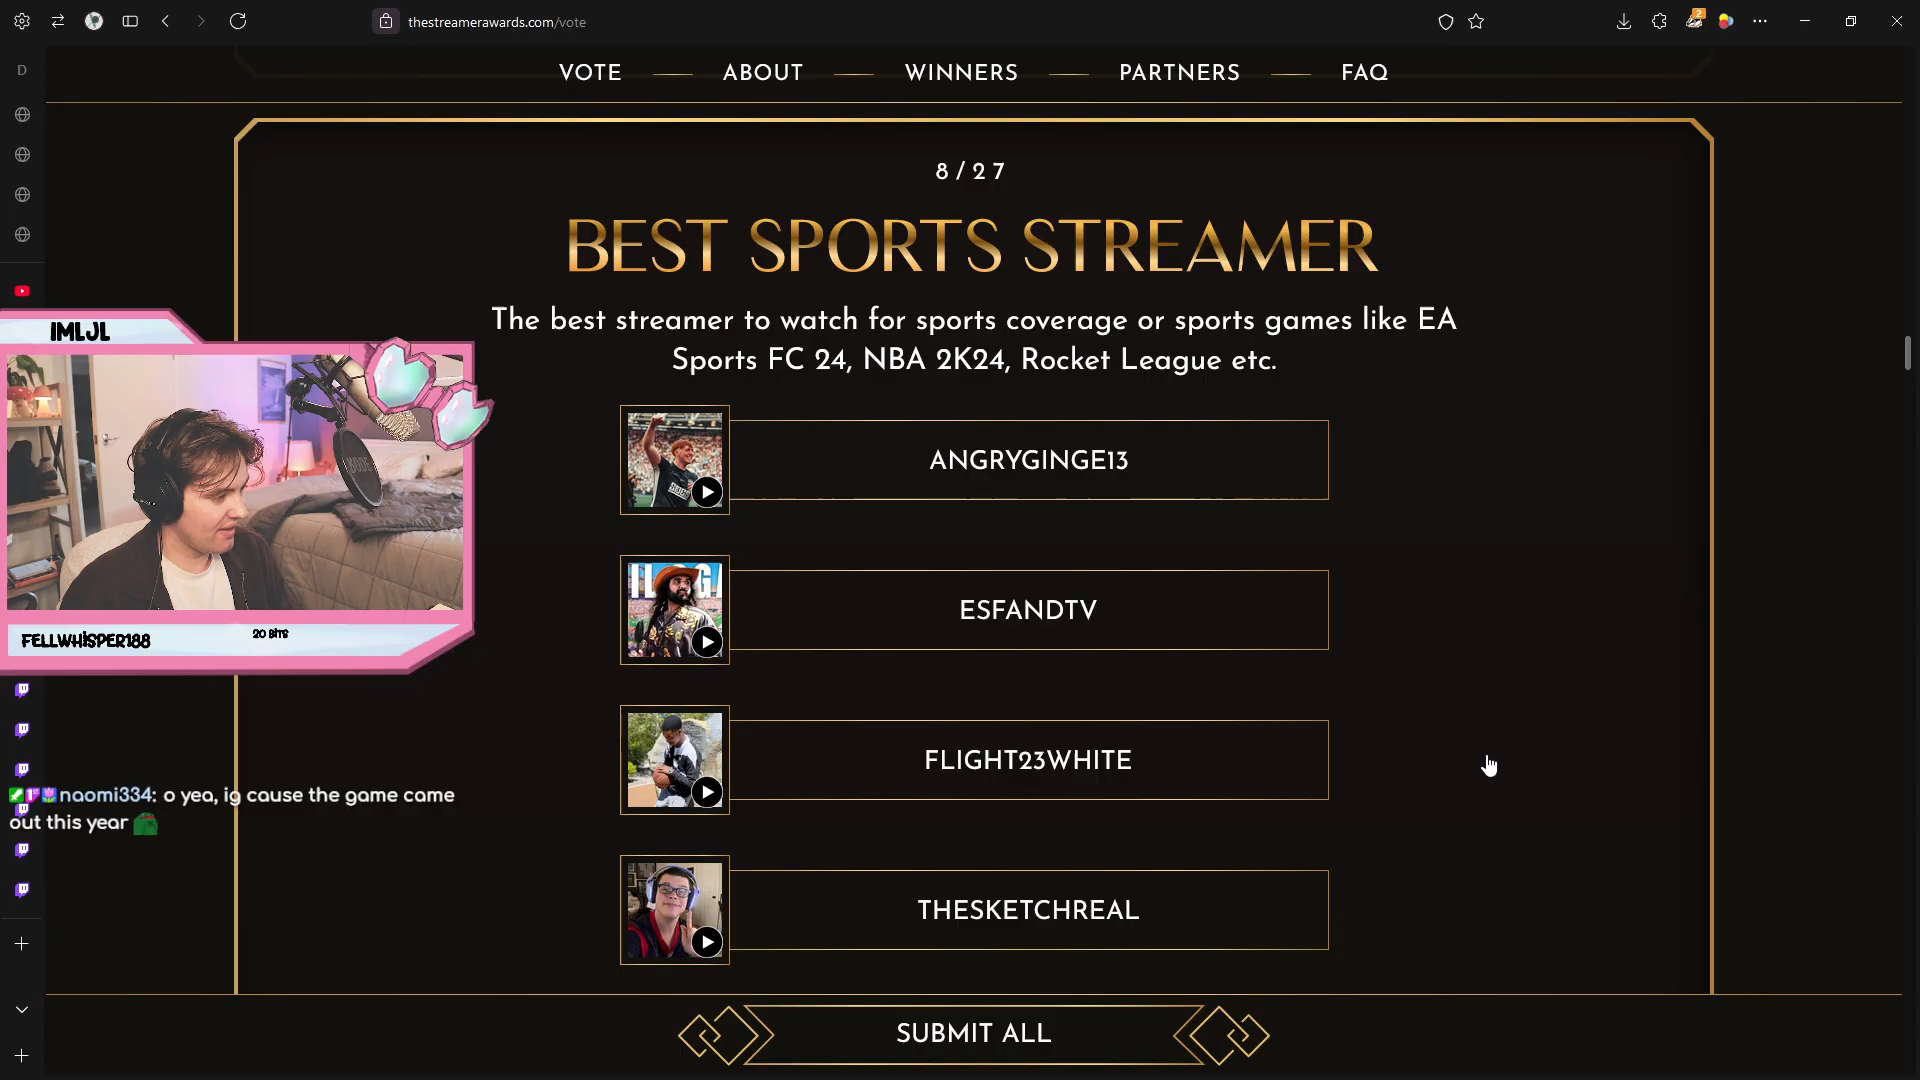 thestreamerawards.com/vote
2
D
VOTE
ABOUT
WINNERS
PARTNERS
FAQ
8/27
BEST SPORTS STREAMER
The best streamer to watch for sports coverage or sports games like EA
Sports FC 24, NBA 2K24, Rocket League etc.
IMLJL
RODE
FELLWHISPER188
20 BITS
ANGRYGINGE13
ESFANDTV
FLIGHT23WHITE
THESKETCHREAL
naomi334: o yea, ig cause the game came
out this year
SUBMIT ALL